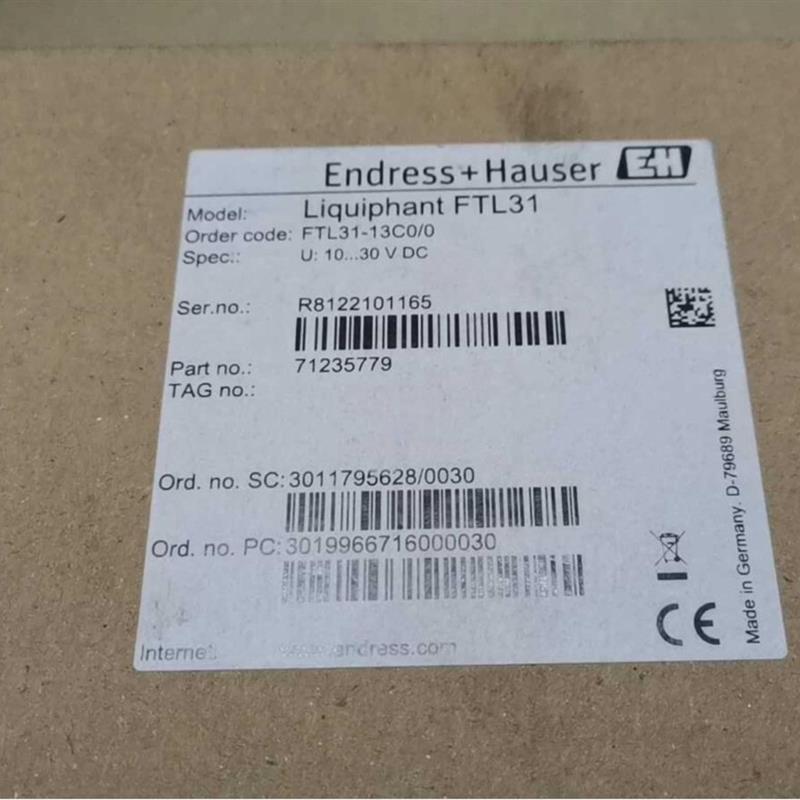 Endress+Hauser EH
Model: Liquiphant FTL31
Order code: FTL31-13C0/0
Spec.: U: 10...30 V DC
Ser.no.: R8122101165
Part no.: 71235779
TAG no.:
Ord. no. SC: 3011795628/0030
Ord. no. PC: 3019966716000030
Internet: endress.com
Made in Germany. D-79689 Maulburg
CE